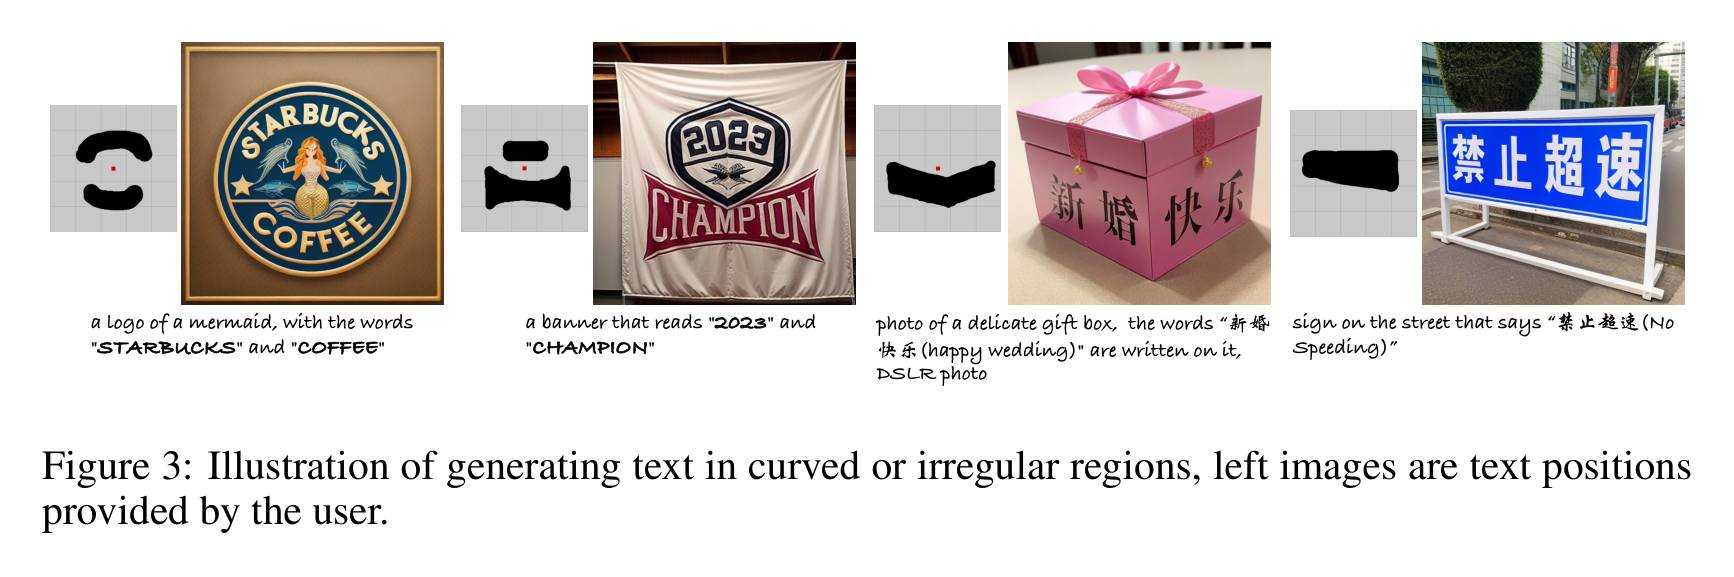 STARBUCKS
COFFEE
2023
CHAMPION
新婚快乐
禁止超速
a logo of a mermaid, with the words
"STARBUCKS" and "COFFEE"
a banner that reads "2023" and
"CHAMPION"
photo of a delicate gift box, the words “新婚
快乐(happy wedding)" are written on it,
DSLR photo
sign on the street that says “禁止超速(No
Speeding)”
Figure 3: Illustration of generating text in curved or irregular regions, left images are text positions
provided by the user.